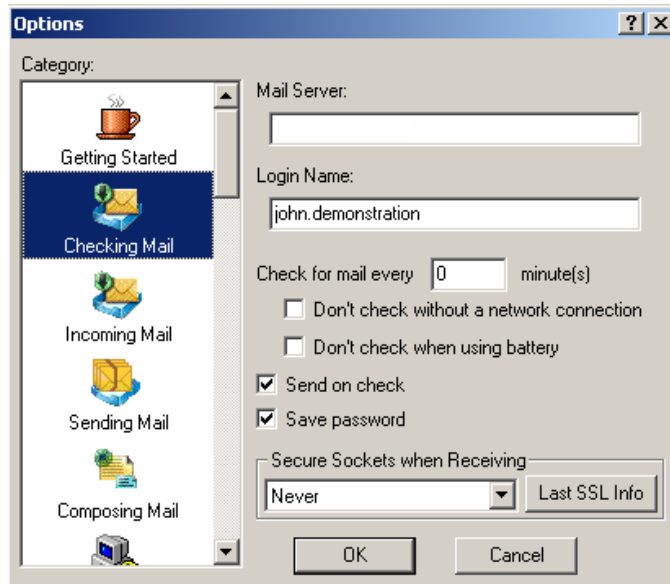 Options
Category:
Getting Started
Checking Mail
Incoming Mail
Sending Mail
Composing Mail
Mail Server:
Login Name:
john.demonstration
Check for mail every 0 minute(s)
Don't check without a network connection
Don't check when using battery
Send on check
Save password
Secure Sockets when Receiving
Never
Last SSL Info
OK
Cancel